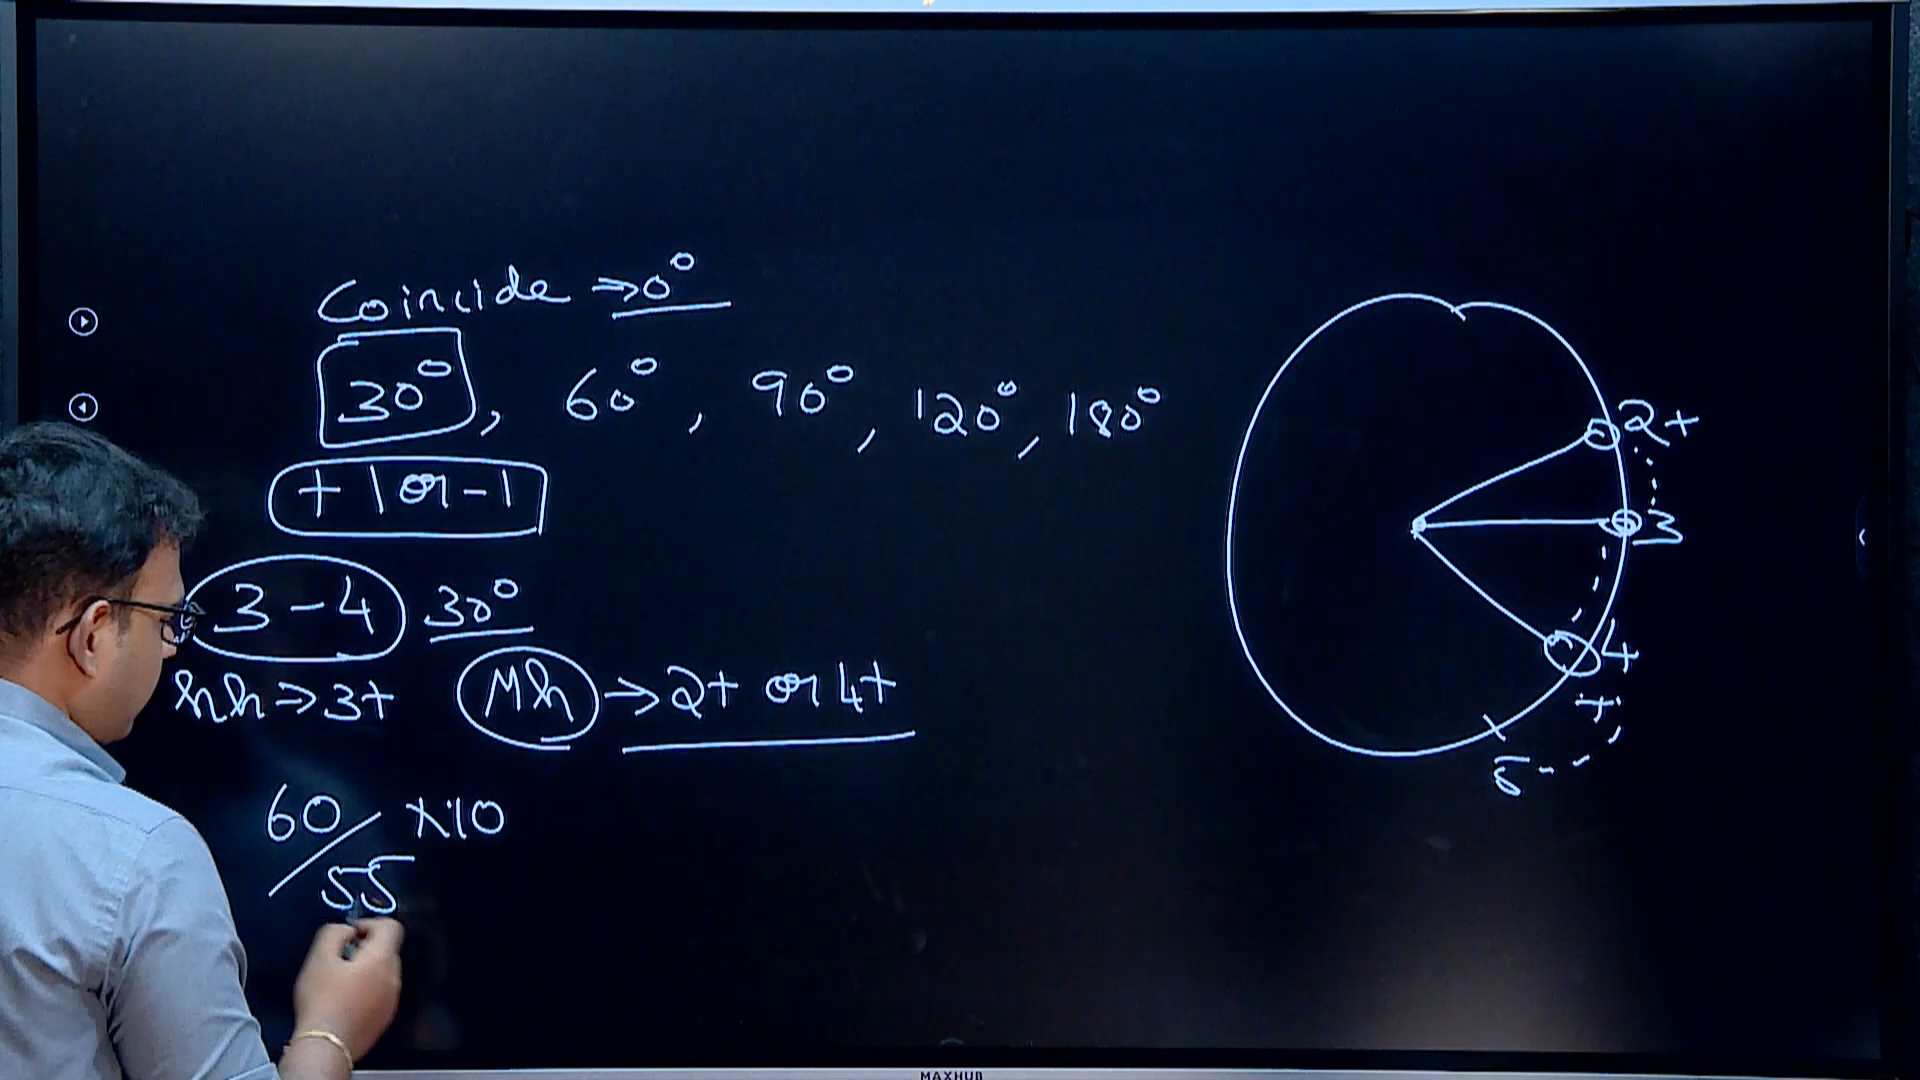 Coincide ⇒ 0°
30°, 60°, 90°, 120°, 180°
+1 or -1
3 - 4 30°
hh ⇒ 3+ Mh → 2+ or 4+
60/55 × 10
2+
3
4
+
5
MAXHUB